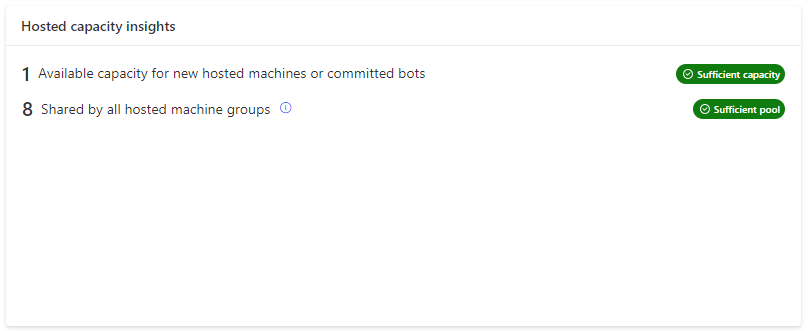 Hosted capacity insights
1 Available capacity for new hosted machines or committed bots Sufficient capacity
8 Shared by all hosted machine groups Sufficient pool